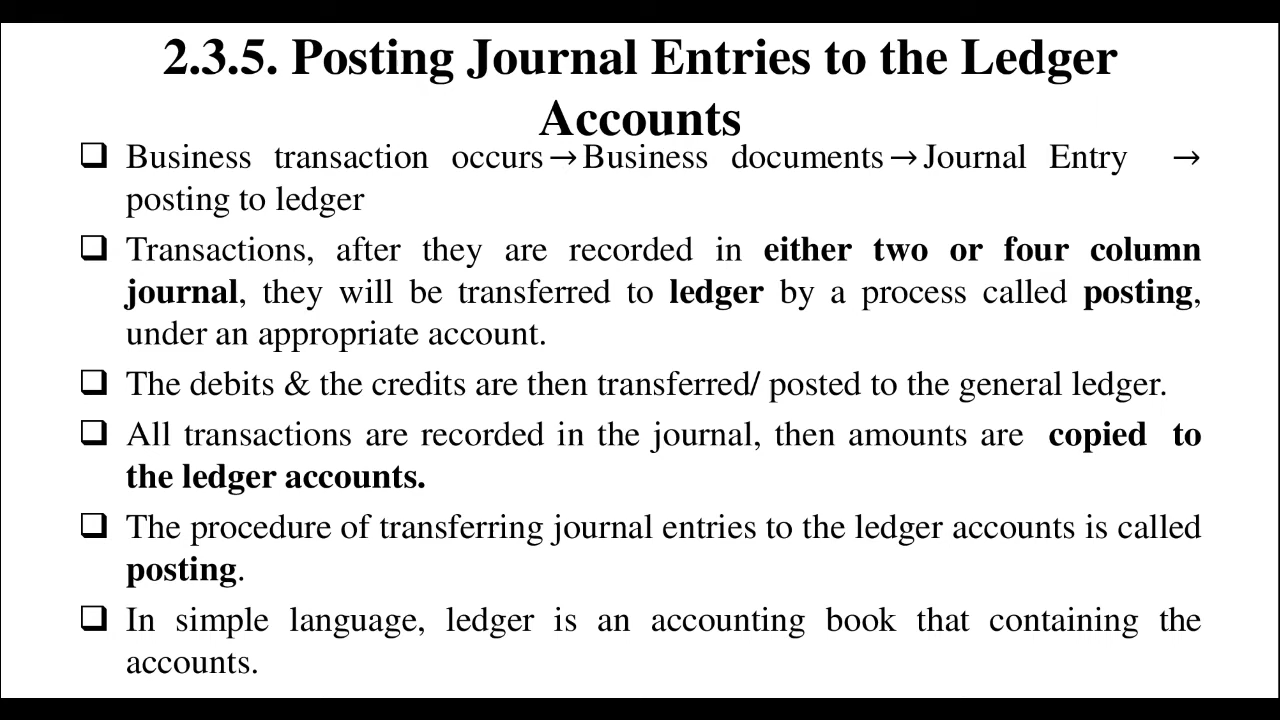 2.3.5. Posting Journal Entries to the Ledger
Accounts
❑ Business transaction occurs→Business documents→Journal Entry →
posting to ledger
❑ Transactions, after they are recorded in either two or four column
journal, they will be transferred to ledger by a process called posting,
under an appropriate account.
❑ The debits & the credits are then transferred/ posted to the general ledger.
❑ All transactions are recorded in the journal, then amounts are copied to
the ledger accounts.
❑ The procedure of transferring journal entries to the ledger accounts is called
posting.
❑ In simple language, ledger is an accounting book that containing the
accounts.